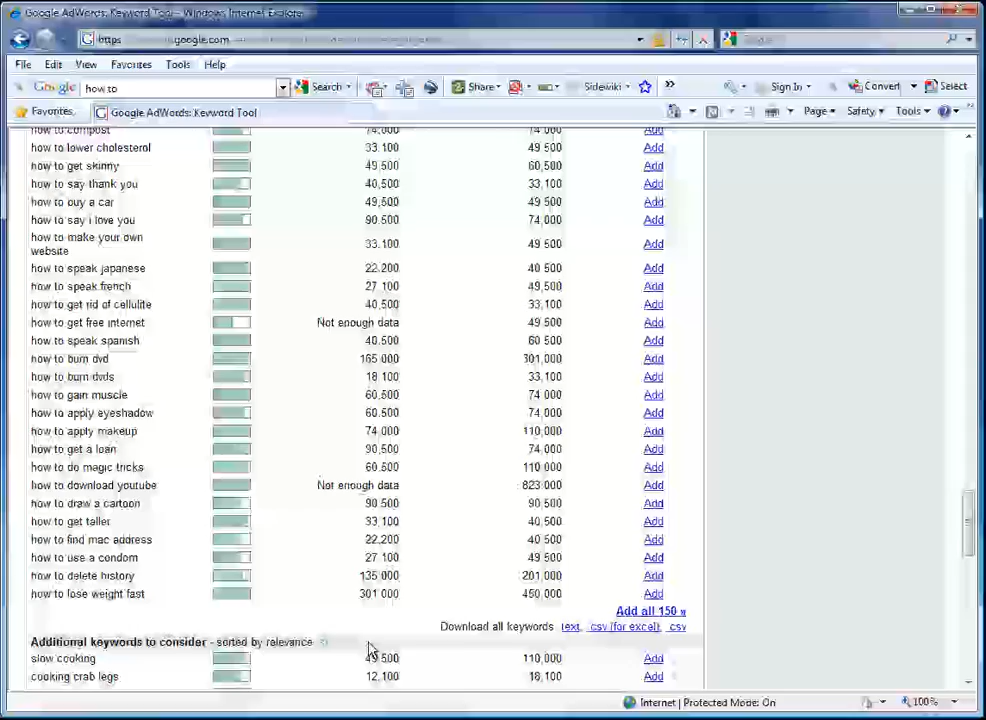 Google AdWords: Keyword Tool - Windows Internet Explorer
https google.com
File Edit View Favorites Tools Help
Google how to Search Share Sidewiki Sign In Convert Select
Favorites Google AdWords: Keyword Tool Page Safety Tools
how to compost 74,000 74,000 Add
how to lower cholesterol 33,100 49,500 Add
how to get skinny 49,500 60,500 Add
how to say thank you 40,500 33,100 Add
how to buy a car 49,500 49,500 Add
how to say i love you 90,500 74,000 Add
how to make your own
website 33,100 49,500 Add
how to speak japanese 22,200 40,500 Add
how to speak french 27,100 49,500 Add
how to get rid of cellulite 40,500 33,100 Add
how to get free internet Not enough data 49,500 Add
how to speak spanish 40,500 60,500 Add
how to burn dvd 165,000 301,000 Add
how to burn dvds 18,100 33,100 Add
how to gain muscle 60,500 74,000 Add
how to apply eyeshadow 60,500 74,000 Add
how to apply makeup 74,000 110,000 Add
how to get a loan 90,500 74,000 Add
how to do magic tricks 60,500 110,000 Add
how to download youtube Not enough data 823,000 Add
how to draw a cartoon 90,500 90,500 Add
how to get taller 33,100 40,500 Add
how to find mac address 22,200 40,500 Add
how to use a condom 27,100 49,500 Add
how to delete history 135,000 201,000 Add
how to lose weight fast 301,000 450,000 Add
Add all 150 »
Download all keywords text, .csv (for excel), .csv
Additional keywords to consider - sorted by relevance
slow cooking 49,500 110,000 Add
cooking crab legs 12,100 18,100 Add
Internet | Protected Mode: On 100%